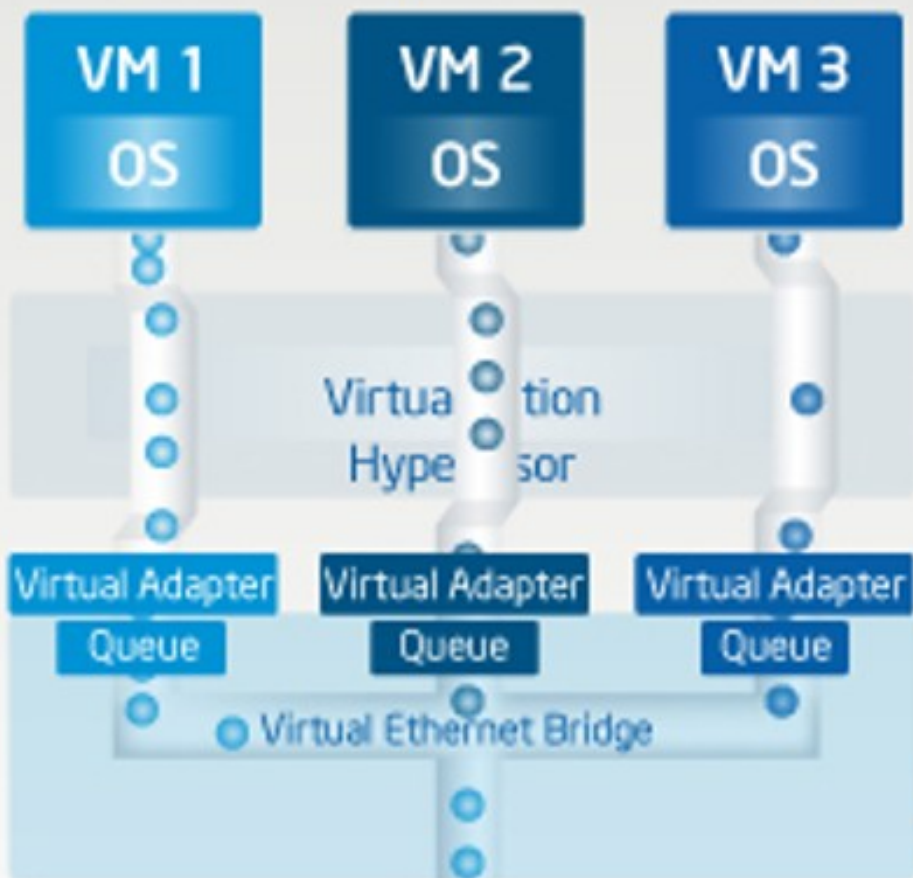 VM 1
OS
VM 2
OS
VM 3
OS
Virtua tion
Hype sor
Virtual Adapter
Virtual Adapter
Virtual Adapter
Queue
Queue
Queue
Virtual Ethernet Bridge